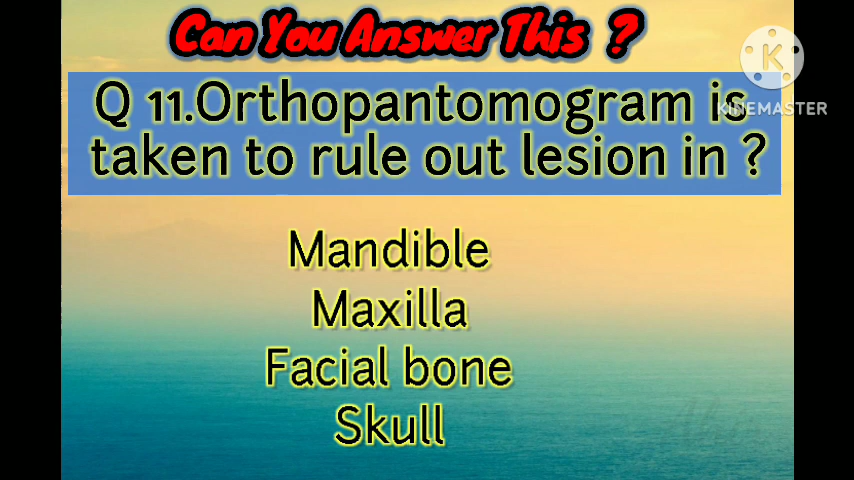 Can You Answer This ?
KINEMASTER
Q 11.Orthopantomogram is
taken to rule out lesion in ?
Mandible
Maxilla
Facial bone
Skull